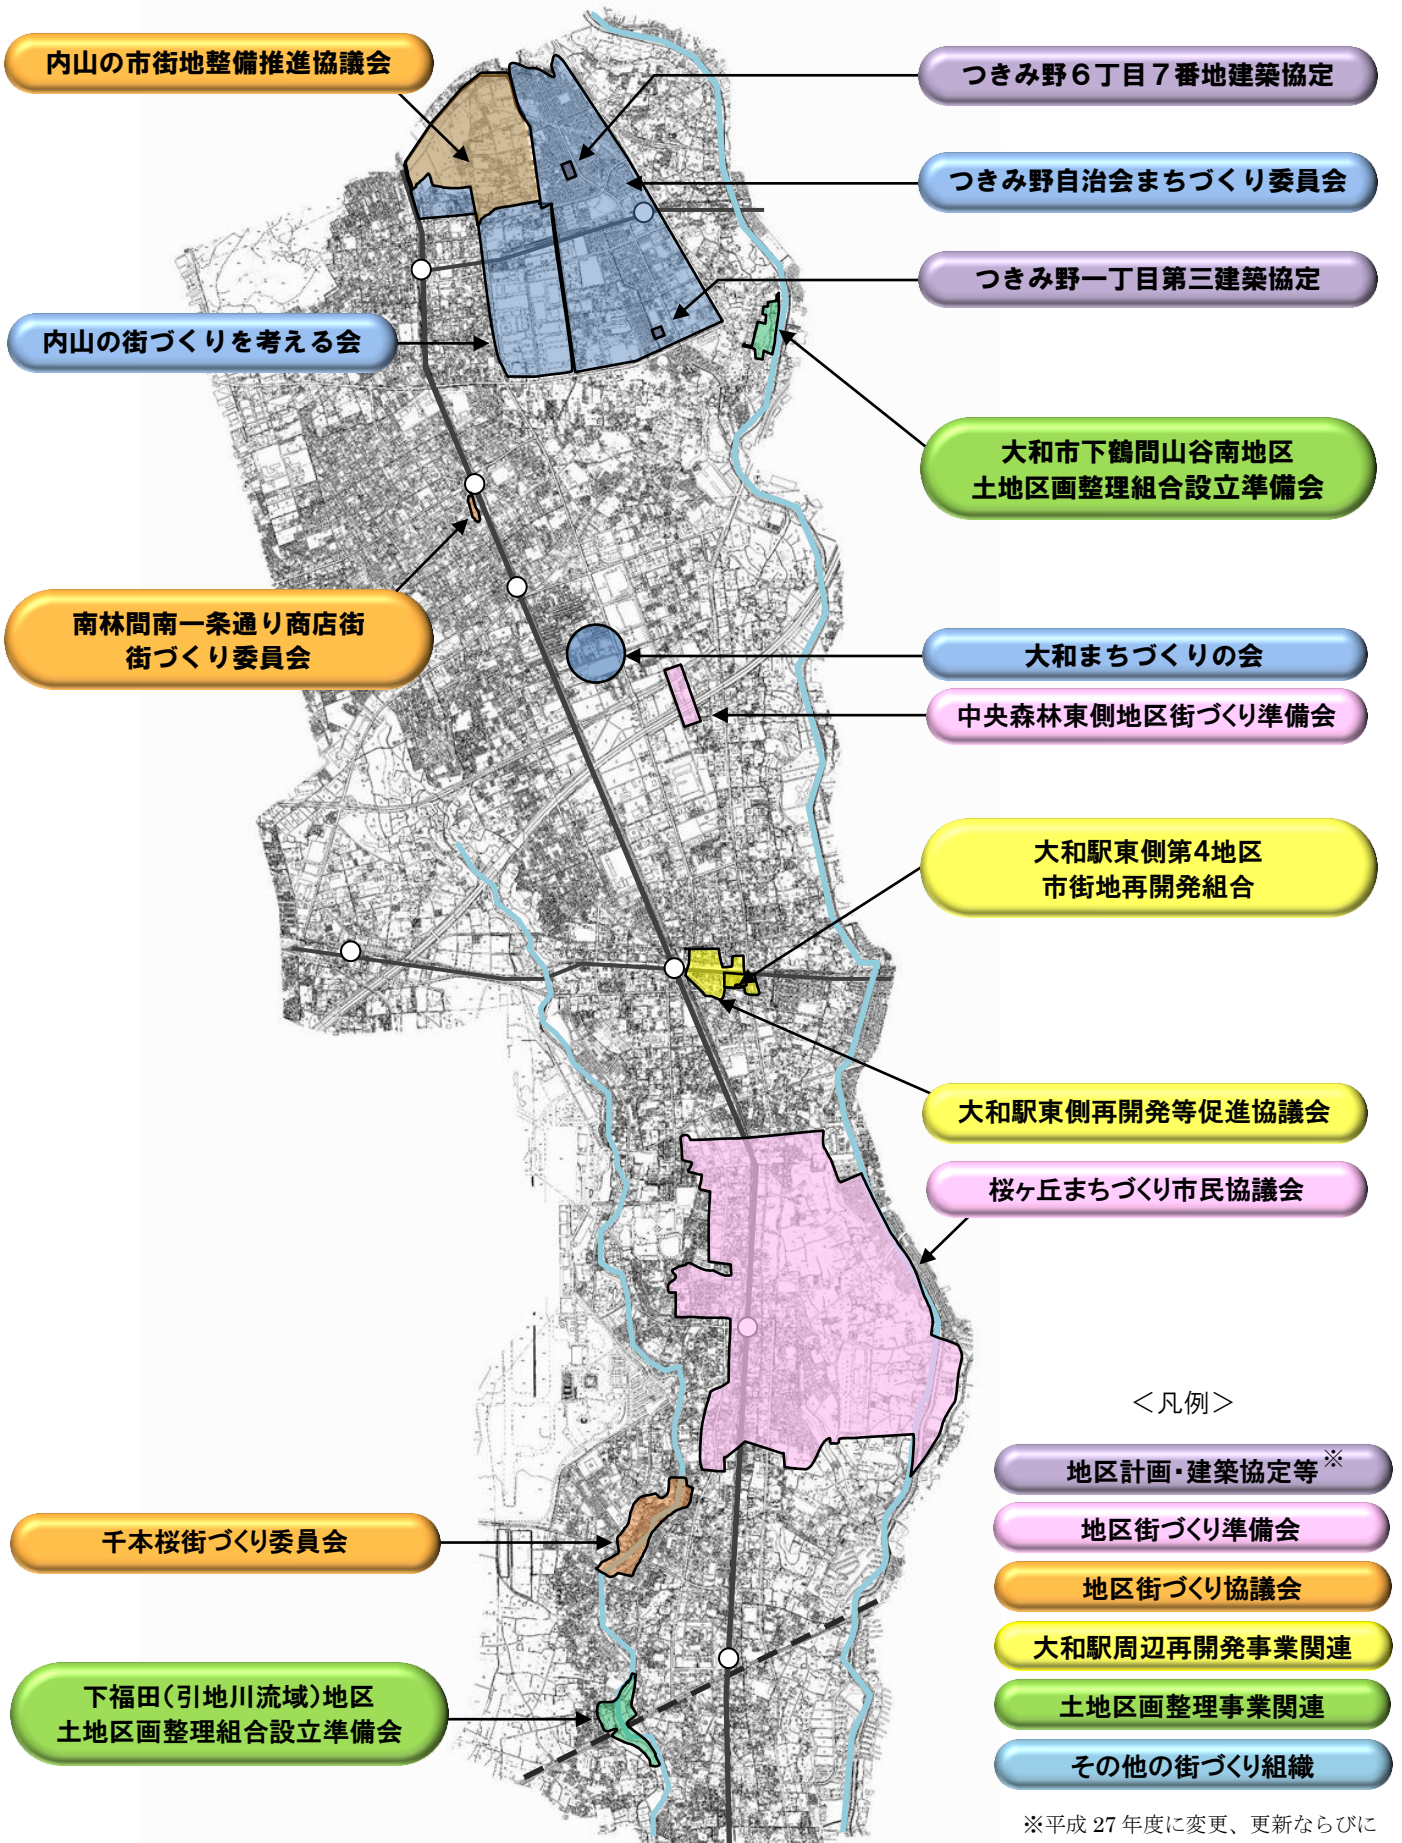 内山の市街地整備推進協議会
つきみ野６丁目７番地建築協定
つきみ野自治会まちづくり委員会
つきみ野一丁目第三建築協定
内山の街づくりを考える会
大和市下鶴間山谷南地区
土地区画整理組合設立準備会
南林間南一条通り商店街
街づくり委員会
大和まちづくりの会
中央森林東側地区街づくり準備会
大和駅東側第4地区
市街地再開発組合
大和駅東側再開発等促進協議会
桜ヶ丘まちづくり市民協議会
千本桜街づくり委員会
下福田（引地川流域）地区
土地区画整理組合設立準備会
＜凡例＞
地区計画・建築協定等※
地区街づくり準備会
地区街づくり協議会
大和駅周辺再開発事業関連
土地区画整理事業関連
その他の街づくり組織
※平成 27 年度に変更、更新ならびに